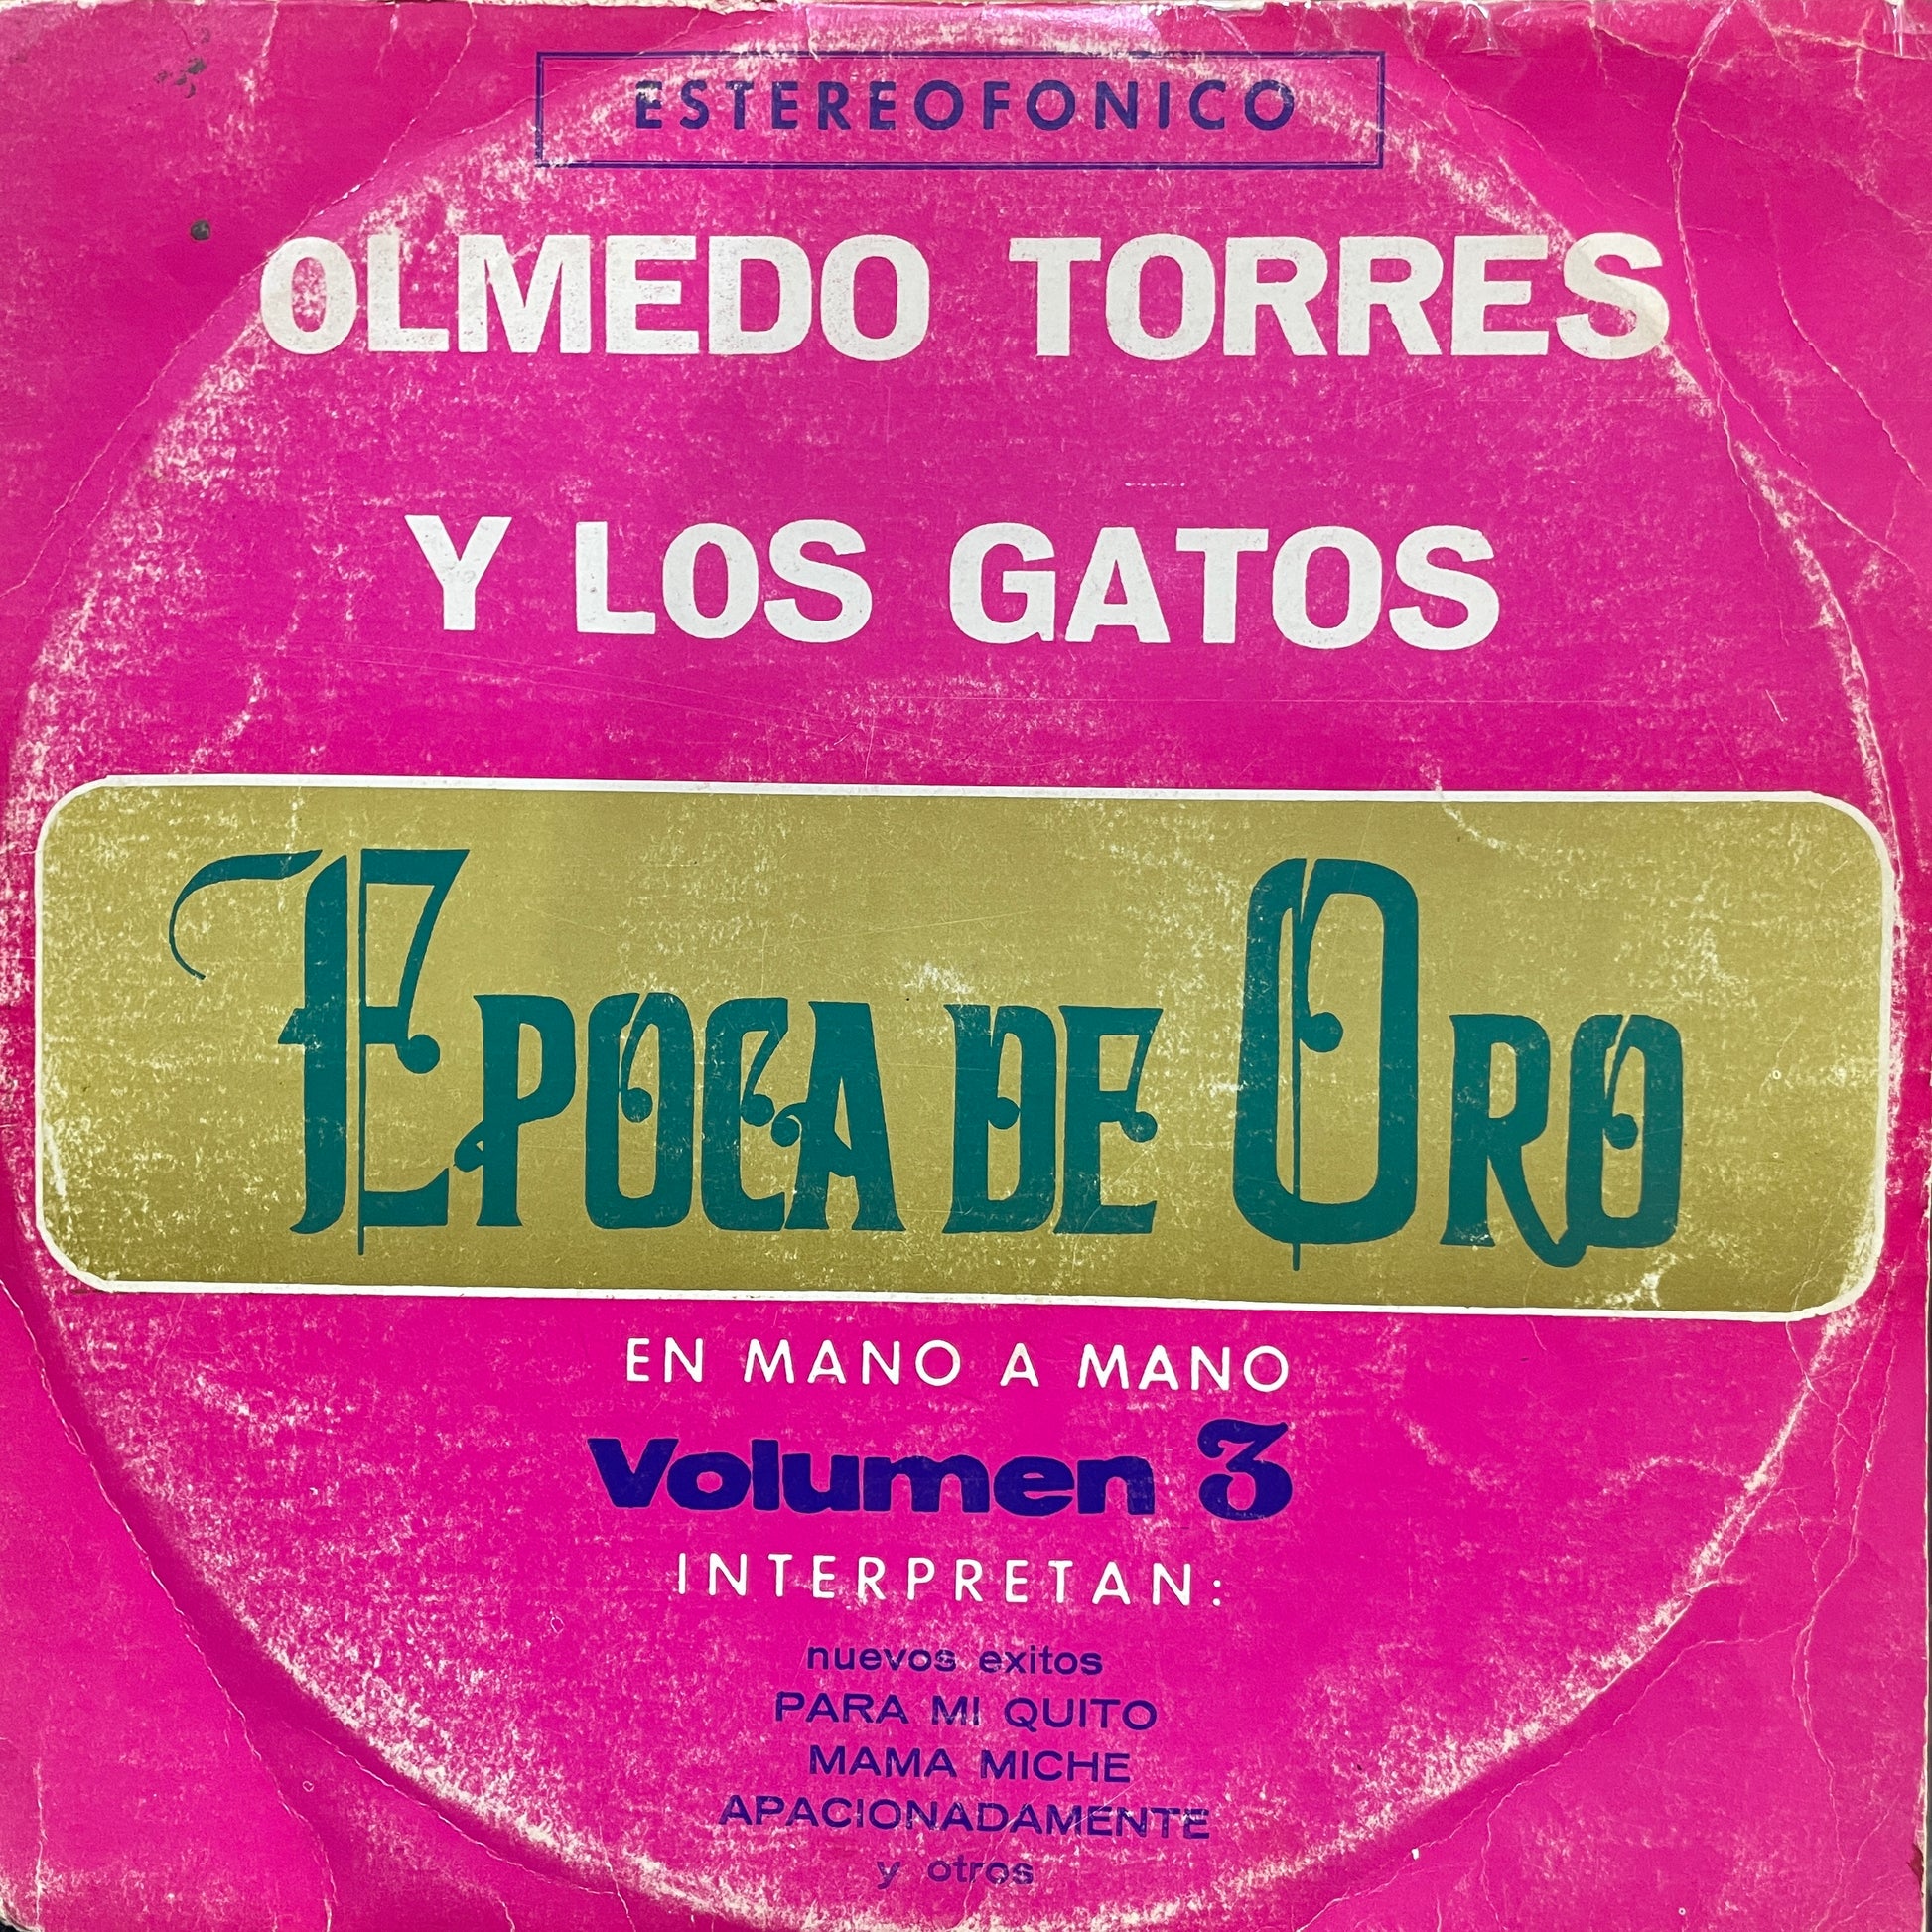 ESTEREOFONICO
OLMEDO TORRES
Y LOS GATOS
EPOCA DE ORO
EN MANO A MANO
Volumen 3
INTERPRETAN:
nuevos exitos
PARA MI QUITO
MAMA MICHE
APACIONADAMENTE
y otros